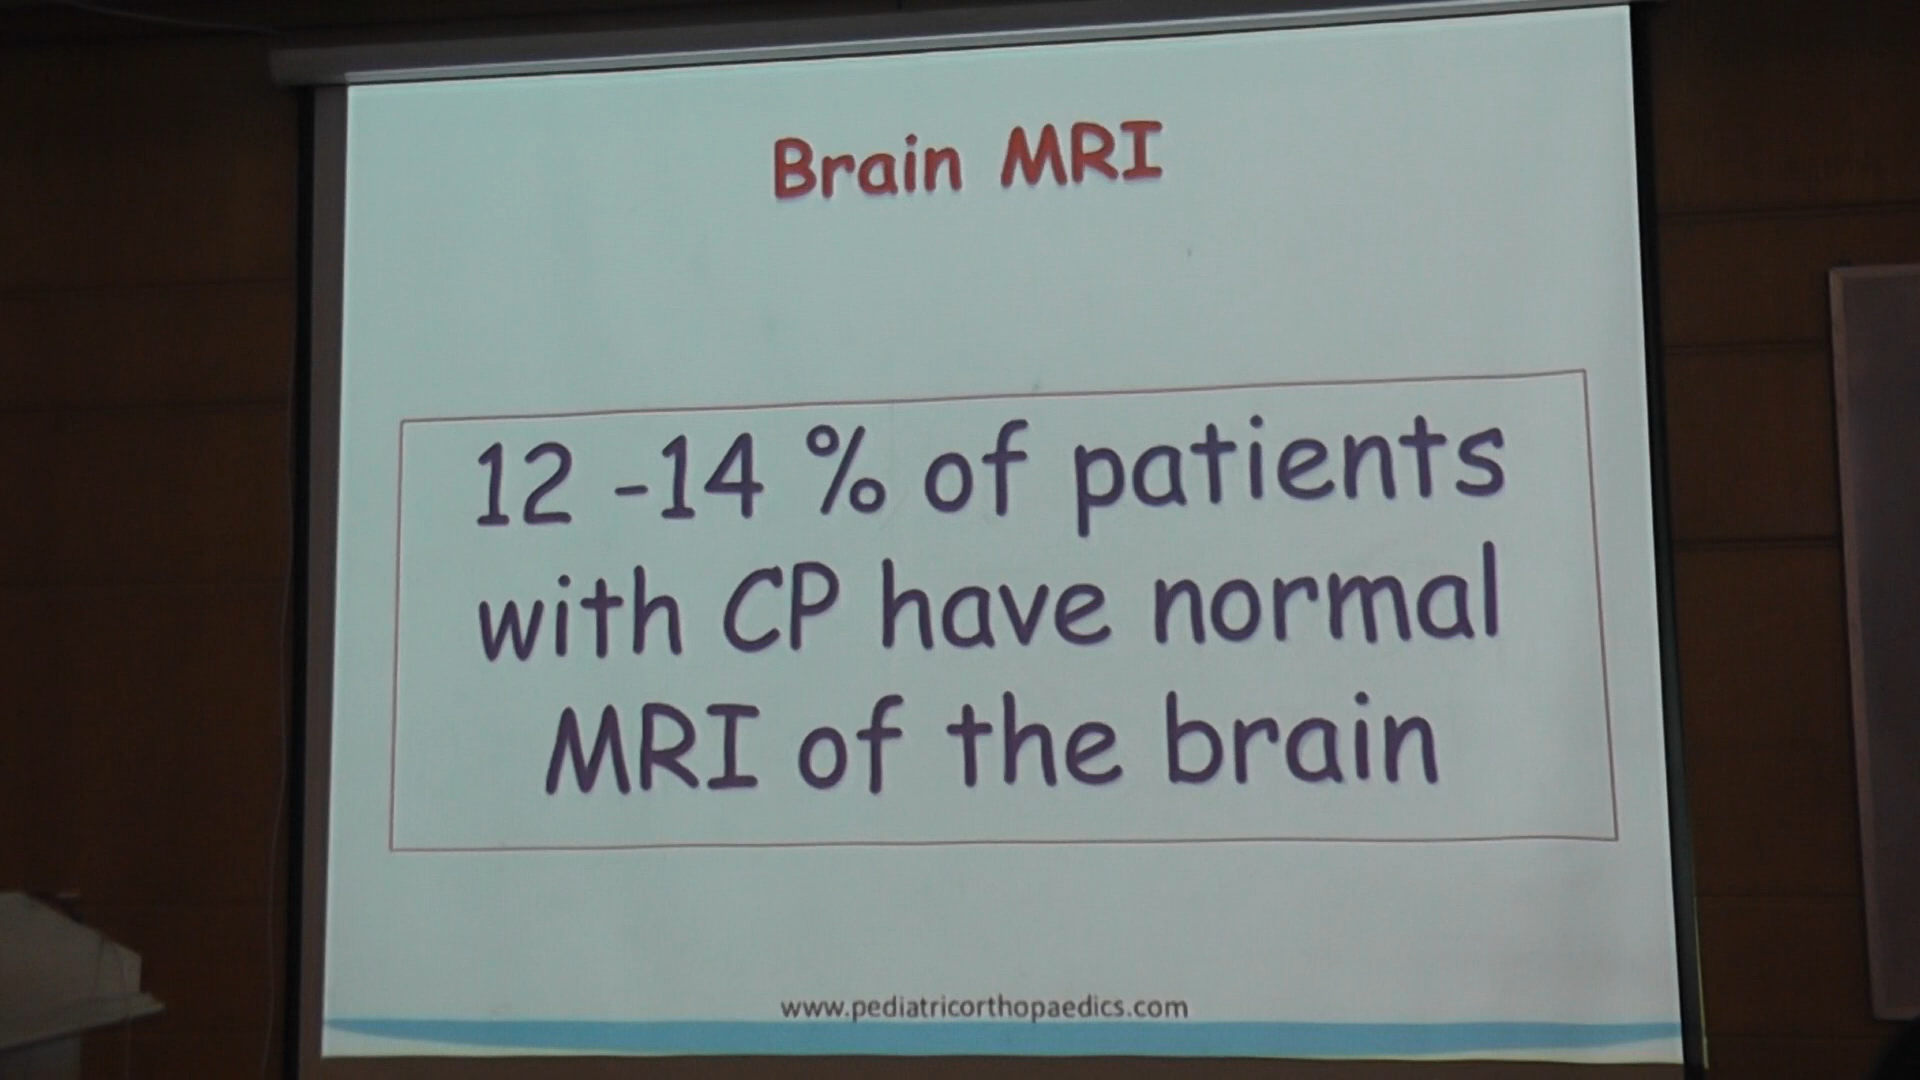 Brain MRI
12 -14 % of patients
with CP have normal
MRI of the brain
www.pediatricorthopaedics.com